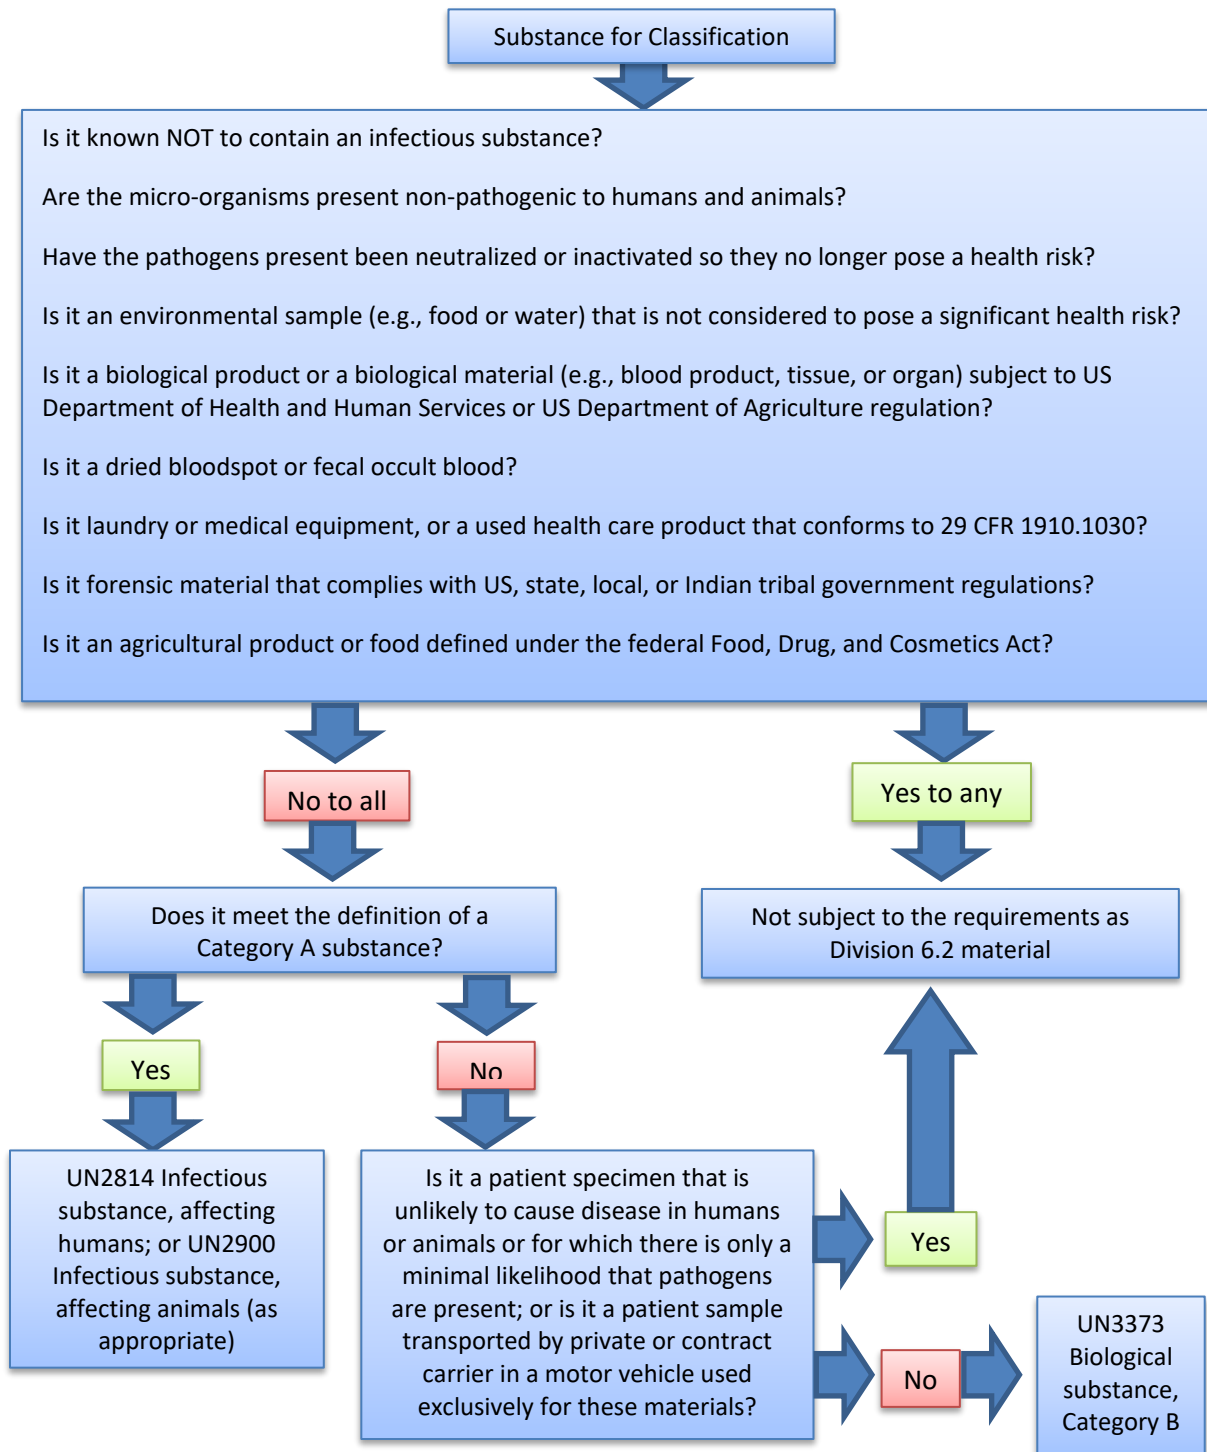 Substance for Classification
Is it known NOT to contain an infectious substance?
Are the micro-organisms present non-pathogenic to humans and animals?
Have the pathogens present been neutralized or inactivated so they no longer pose a health risk?
Is it an environmental sample (e.g., food or water) that is not considered to pose a significant health risk?
Is it a biological product or a biological material (e.g., blood product, tissue, or organ) subject to US
Department of Health and Human Services or US Department of Agriculture regulation?
Is it a dried bloodspot or fecal occult blood?
Is it laundry or medical equipment, or a used health care product that conforms to 29 CFR 1910.1030?
Is it forensic material that complies with US, state, local, or Indian tribal government regulations?
Is it an agricultural product or food defined under the federal Food, Drug, and Cosmetics Act?
No to all
Yes to any
Does it meet the definition of a
Category A substance?
Not subject to the requirements as
Division 6.2 material
Yes
No
UN2814 Infectious
substance, affecting
humans; or UN2900
Infectious substance,
affecting animals (as
appropriate)
Is it a patient specimen that is
unlikely to cause disease in humans
or animals or for which there is only a
minimal likelihood that pathogens
are present; or is it a patient sample
transported by private or contract
carrier in a motor vehicle used
exclusively for these materials?
Yes
No
UN3373
Biological
substance,
Category B